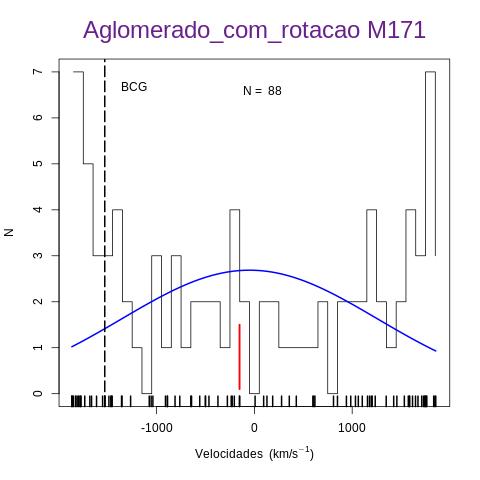 Aglomerado_com_rotacao M171
BCG
N = 88
7
6
5
4
3
2
1
0
N
-1000 0 1000
Velocidades (km/s⁻¹)